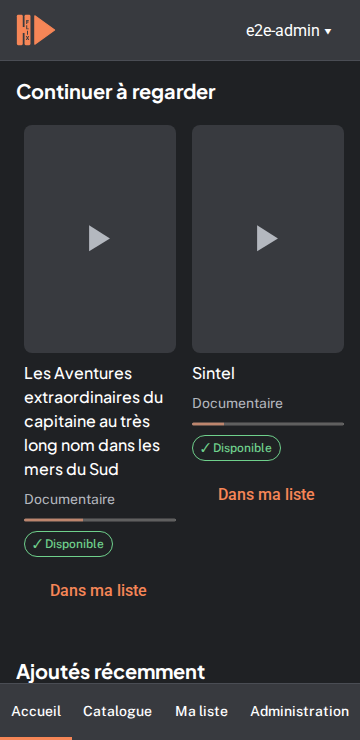 e2e-admin
Continuer à regarder
Les Aventures
extraordinaires du
capitaine au très
long nom dans les
mers du Sud
Documentaire
✓ Disponible
Dans ma liste
Sintel
Documentaire
✓ Disponible
Dans ma liste
Ajoutés récemment
Accueil Catalogue Ma liste Administration